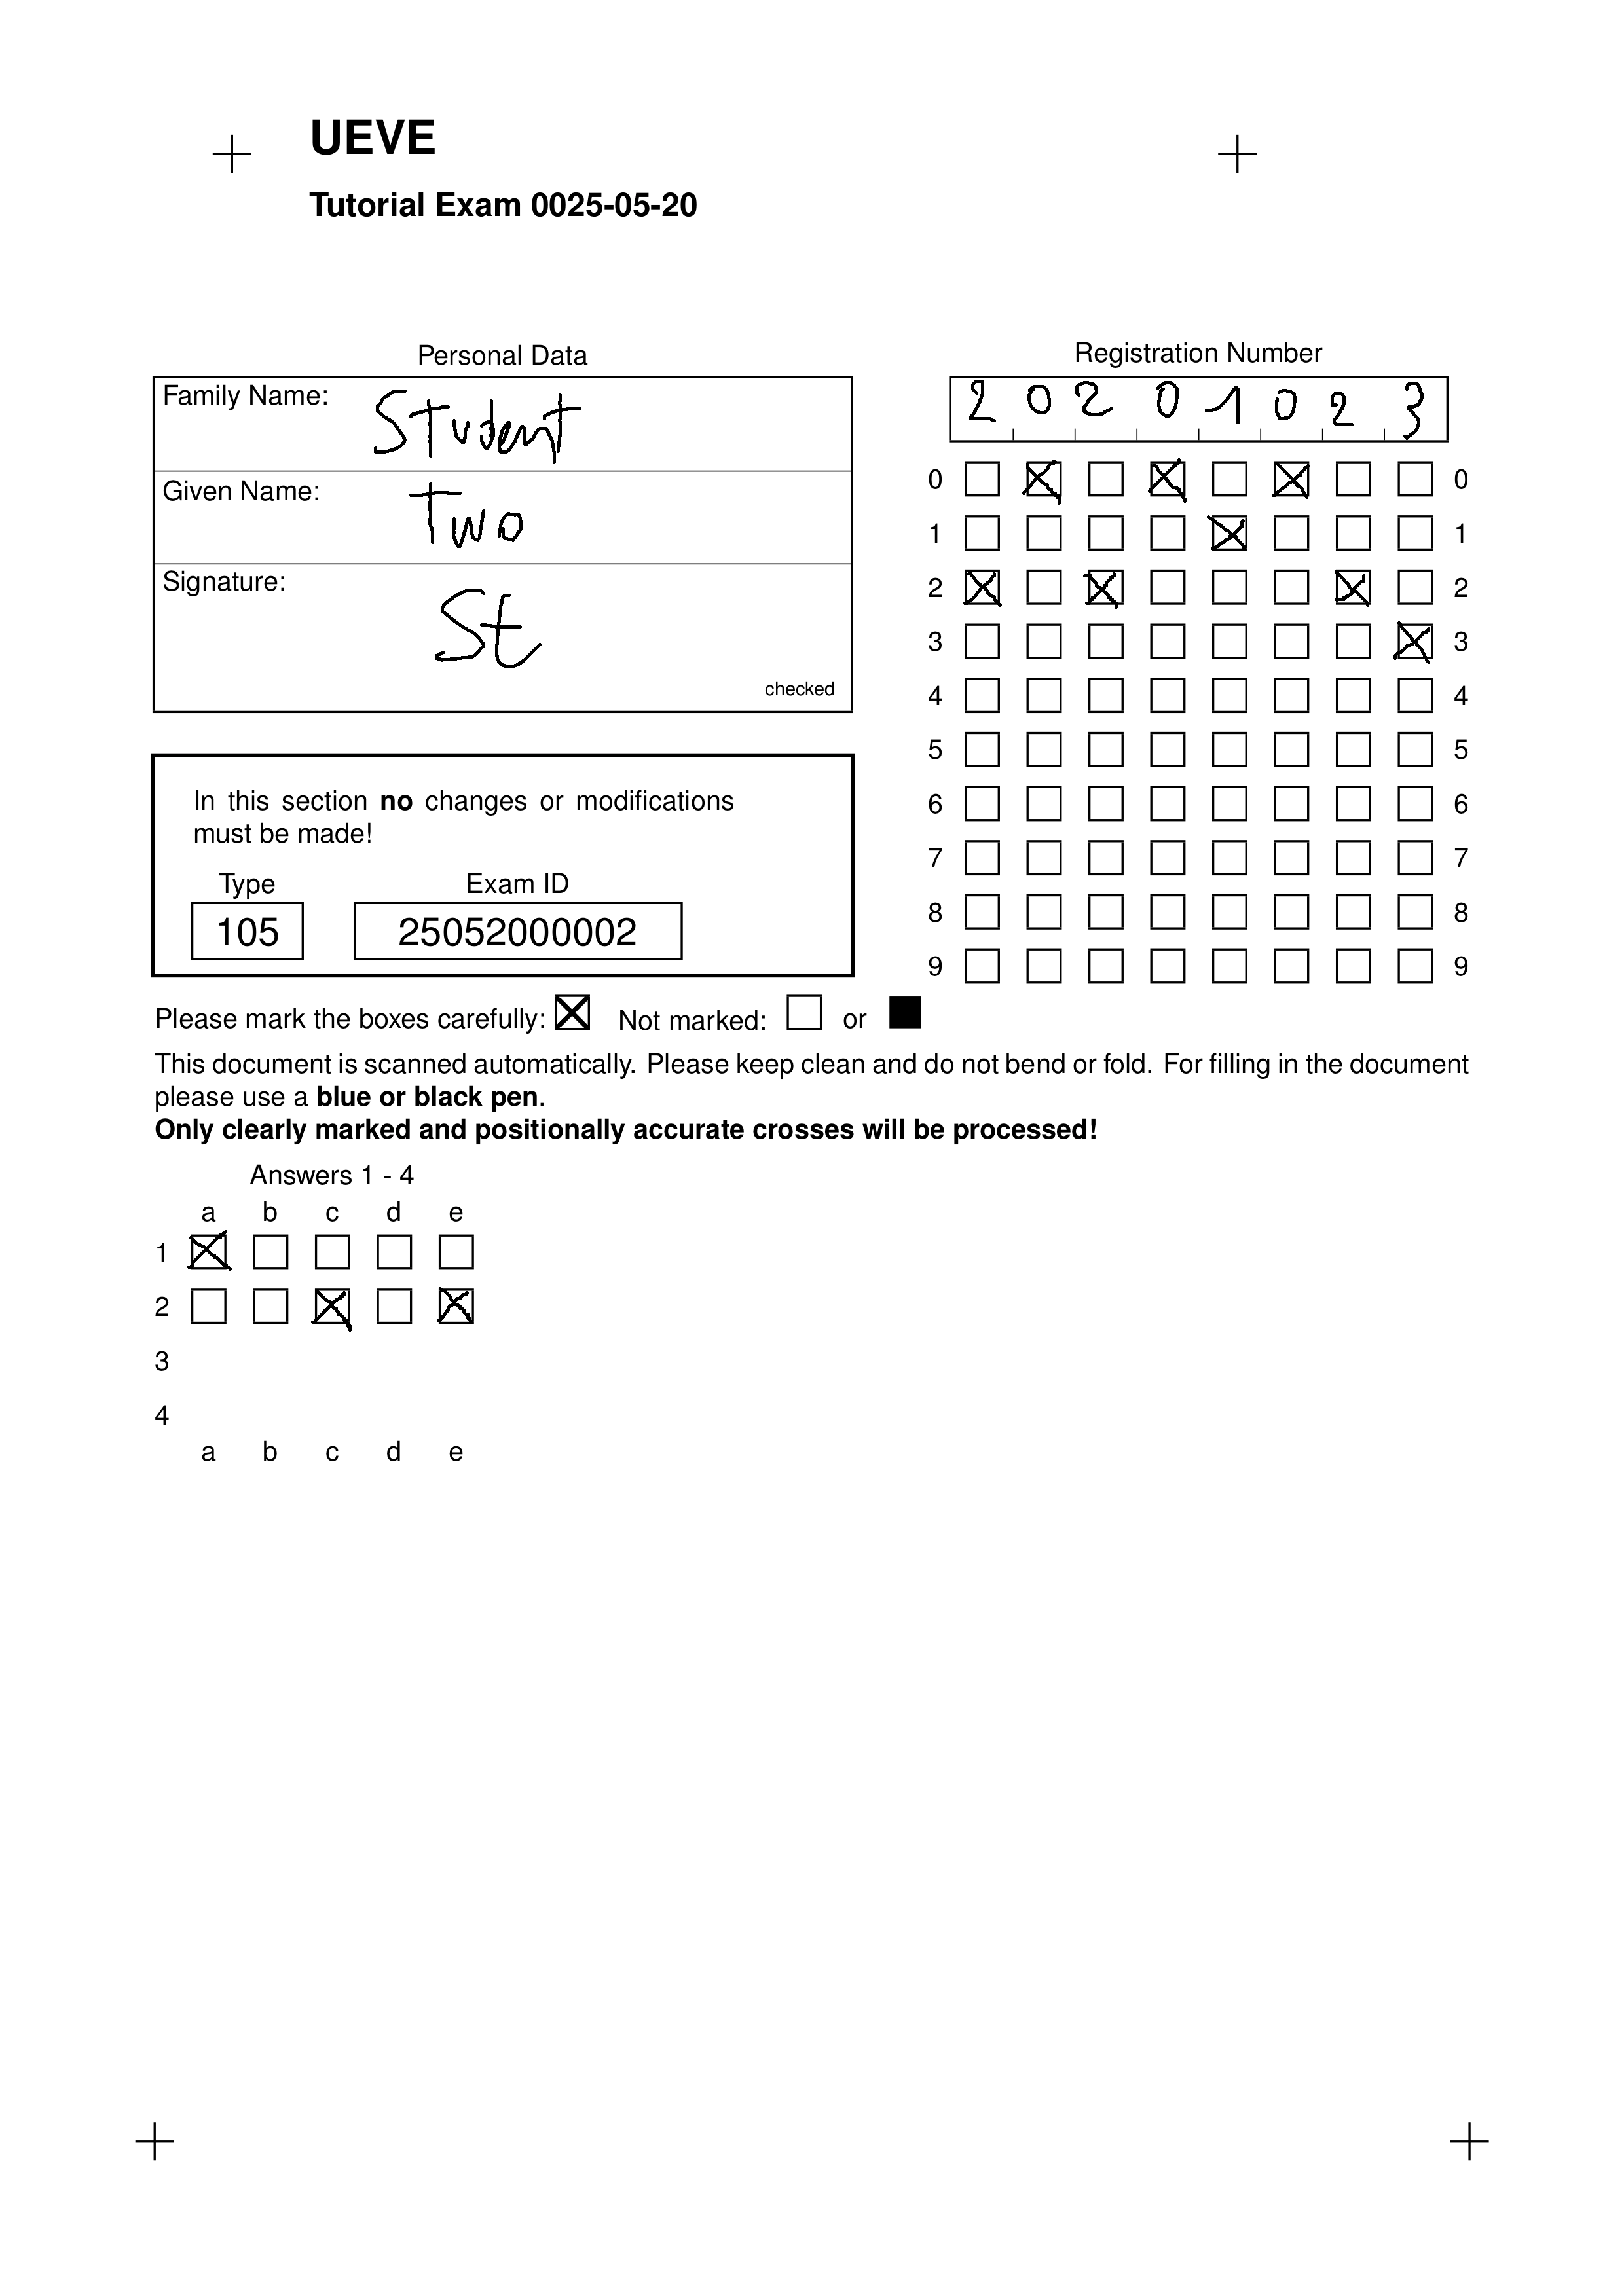 UEVE
Tutorial Exam 0025-05-20
Personal Data
Family Name: Student
Given Name: Two
Signature: St
checked
Registration Number
2 0 2 0 1 0 2 3
0 0
1 1
2 2
3 3
4 4
5 5
6 6
7 7
8 8
9 9
In this section no changes or modifications
must be made!
Type Exam ID
105 25052000002
Please mark the boxes carefully: Not marked: or
This document is scanned automatically. Please keep clean and do not bend or fold. For filling in the document
please use a blue or black pen.
Only clearly marked and positionally accurate crosses will be processed!
Answers 1 - 4
a b c d e
1
2
3
4
a b c d e